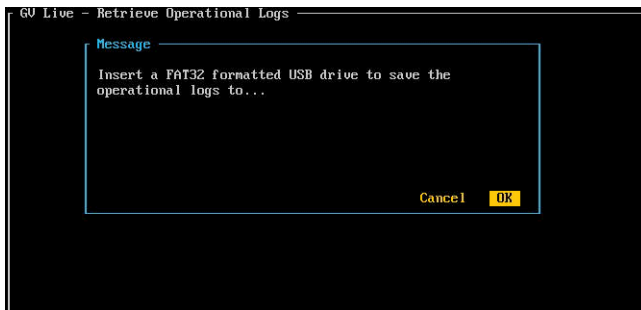 GV Live - Retrieve Operational Logs
Message
Insert a FAT32 formatted USB drive to save the
operational logs to...
Cancel OK